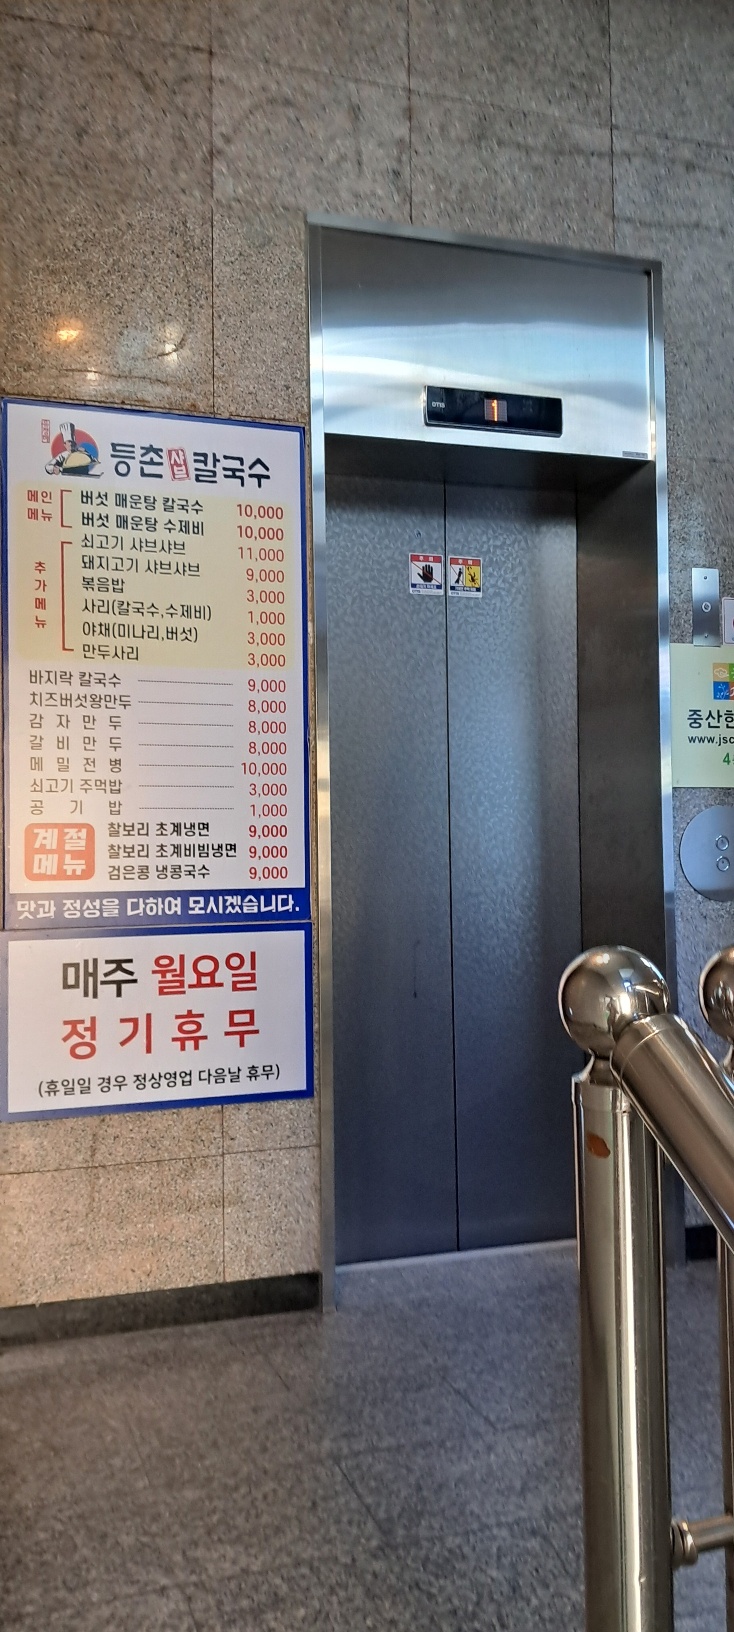 등촌 샤브 칼국수
메인 메뉴
버섯 매운탕 칼국수 10,000
버섯 매운탕 수제비 10,000
추가메뉴
쇠고기 샤브샤브 11,000
돼지고기 샤브샤브 9,000
볶음밥 3,000
사리(칼국수,수제비) 1,000
야채(미나리,버섯) 3,000
만두사리 3,000
바지락 칼국수 9,000
치즈버섯왕만두 8,000
감자만두 8,000
갈비만두 8,000
메밀전병 10,000
쇠고기 주먹밥 3,000
공기밥 1,000
계절 메뉴
찰보리 초계냉면 9,000
찰보리 초계비빔냉면 9,000
검은콩 냉콩국수 9,000
맛과 정성을 다하여 모시겠습니다.
매주 월요일
정기휴무
(휴일일 경우 정상영업 다음날 휴무)
OTIS
1
주의
주의
중산한
www.jsc
4